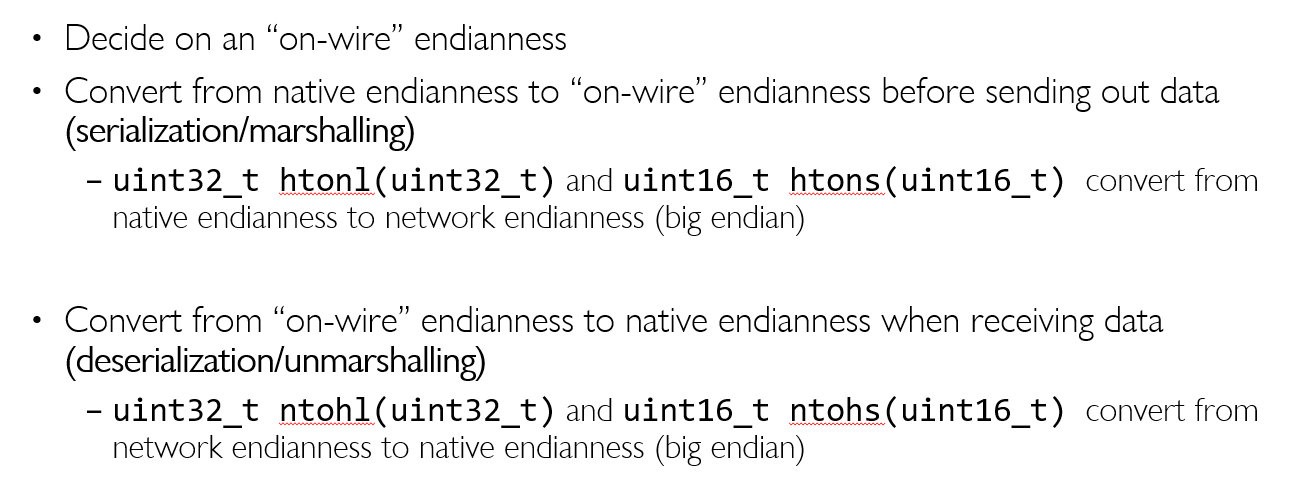 • Decide on an “on-wire” endianness
• Convert from native endianness to “on-wire” endianness before sending out data
(serialization/marshalling)
– uint32_t htonl(uint32_t) and uint16_t htons(uint16_t) convert from
native endianness to network endianness (big endian)
• Convert from “on-wire” endianness to native endianness when receiving data
(deserialization/unmarshalling)
– uint32_t ntohl(uint32_t) and uint16_t ntohs(uint16_t) convert from
network endianness to native endianness (big endian)